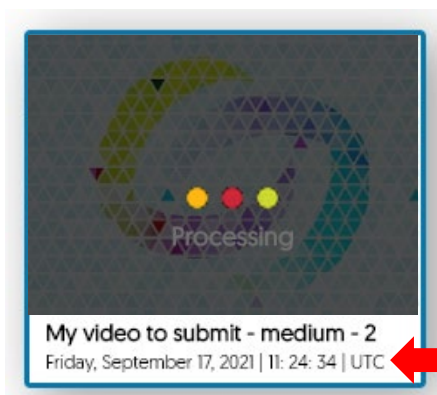 Processing
My video to submit - medium - 2
Friday, September 17, 2021 | 11: 24: 34 | UTC